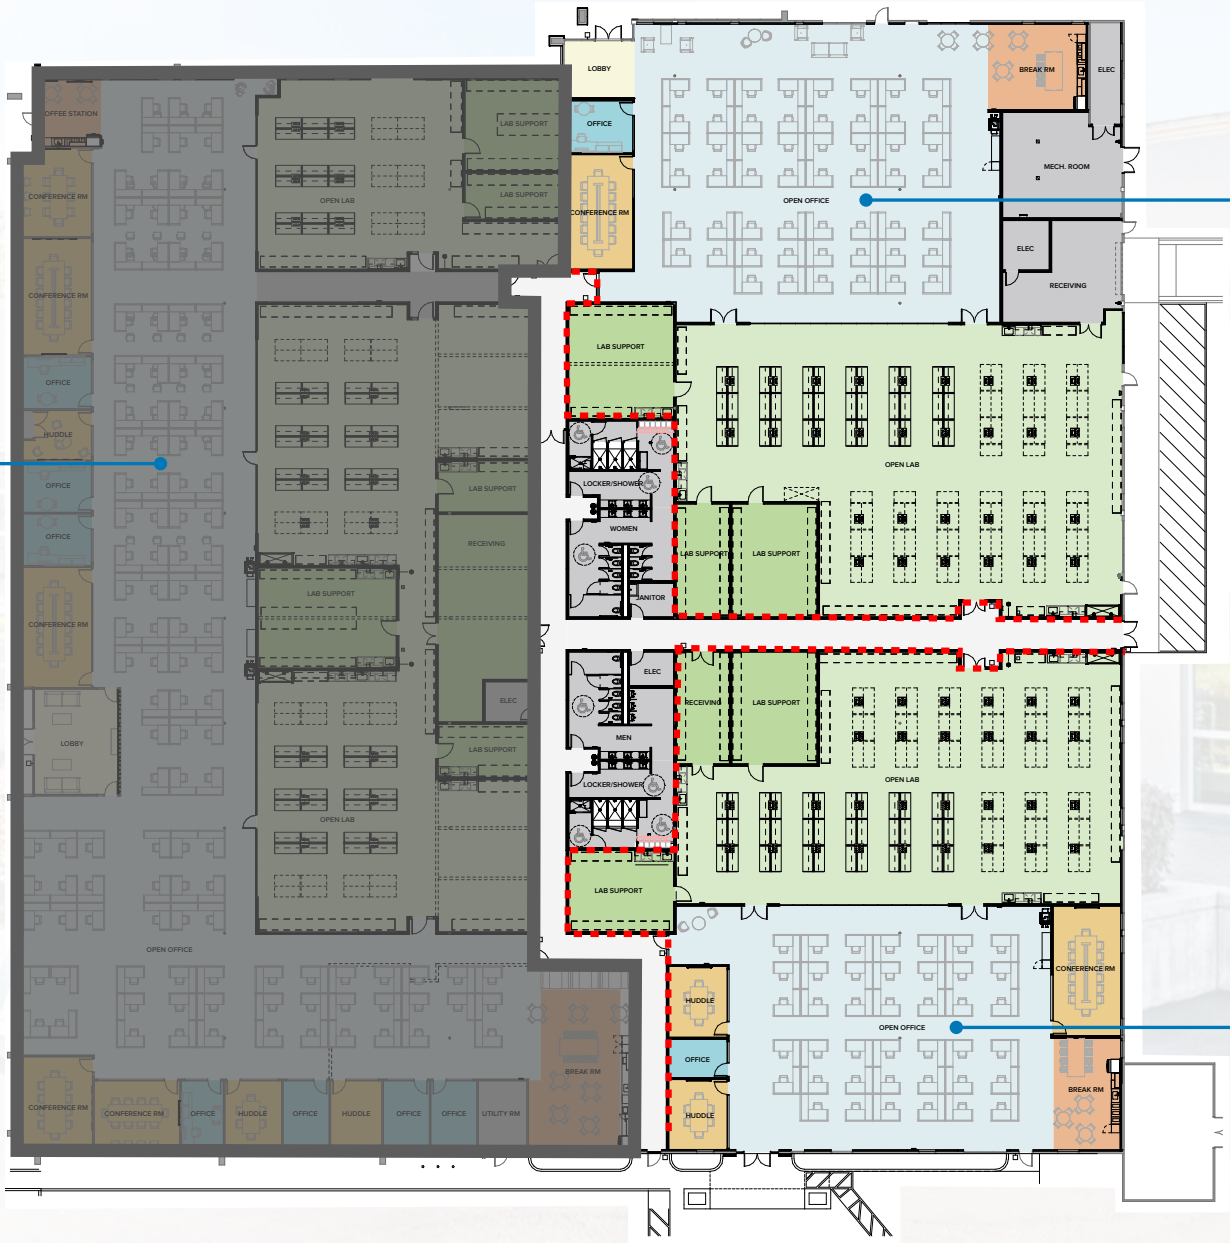 LOBBY
BREAK RM
ELEC
OFFICE
MECH. ROOM
CONFERENCE RM
OPEN OFFICE
ELEC
RECEIVING
LAB SUPPORT
OPEN LAB
LOCKER/SHOWER
WOMEN
LAB SUPPORT
LAB SUPPORT
JANITOR
ELEC
RECEIVING
LAB SUPPORT
MEN
OPEN LAB
LOCKER/SHOWER
LAB SUPPORT
HUDDLE
CONFERENCE RM
OPEN OFFICE
OFFICE
BREAK RM
HUDDLE
OFFEE STATION
LAB SUPPORT
CONFERENCE RM
OPEN LAB
LAB SUPPORT
CONFERENCE RM
OFFICE
HUDDLE
OFFICE
LAB SUPPORT
OFFICE
RECEIVING
LAB SUPPORT
CONFERENCE RM
ELEC
LOBBY
LAB SUPPORT
OPEN LAB
OPEN OFFICE
BREAK RM
CONFERENCE RM
CONFERENCE RM
OFFICE
HUDDLE
OFFICE
HUDDLE
OFFICE
OFFICE
UTILITY RM